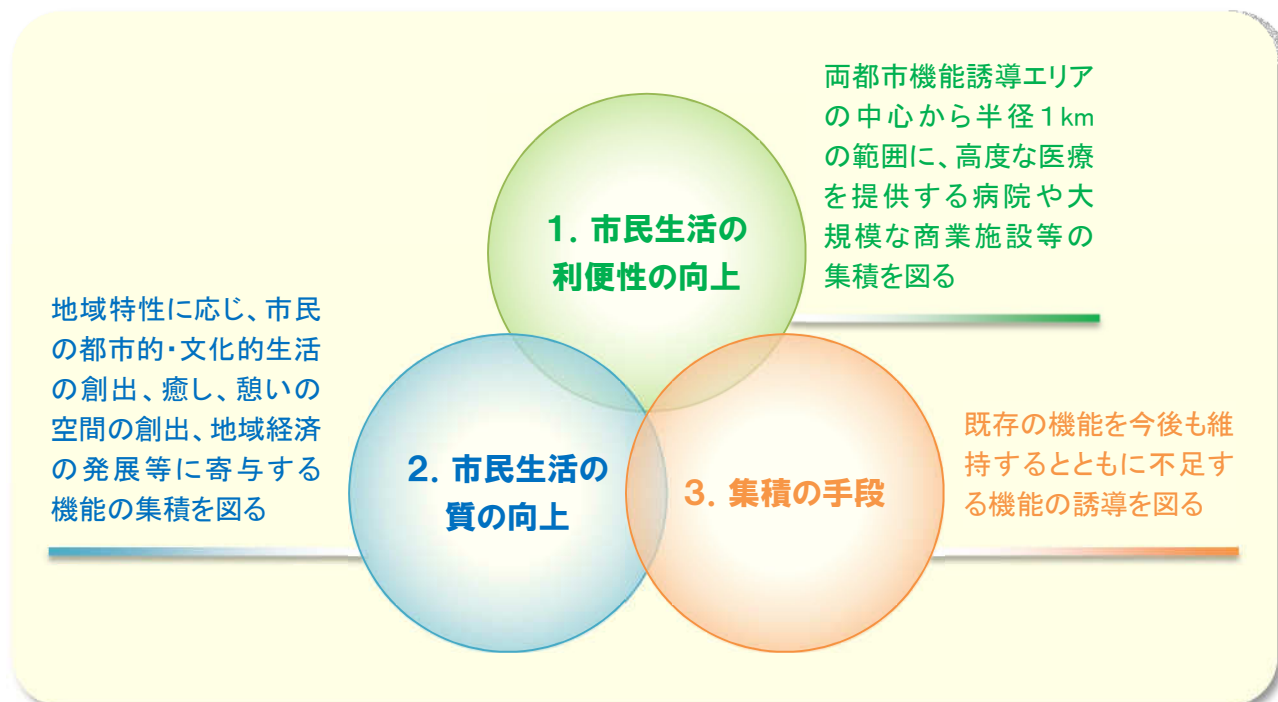 両都市機能誘導エリア
の中心から半径1km
の範囲に、高度な医療
を提供する病院や大
規模な商業施設等の
集積を図る
1. 市民生活の
利便性の向上
地域特性に応じ、市民
の都市的・文化的生活
の創出、癒し、憩いの
空間の創出、地域経済
の発展等に寄与する
機能の集積を図る
2. 市民生活の
質の向上
3. 集積の手段
既存の機能を今後も維
持するとともに不足す
る機能の誘導を図る